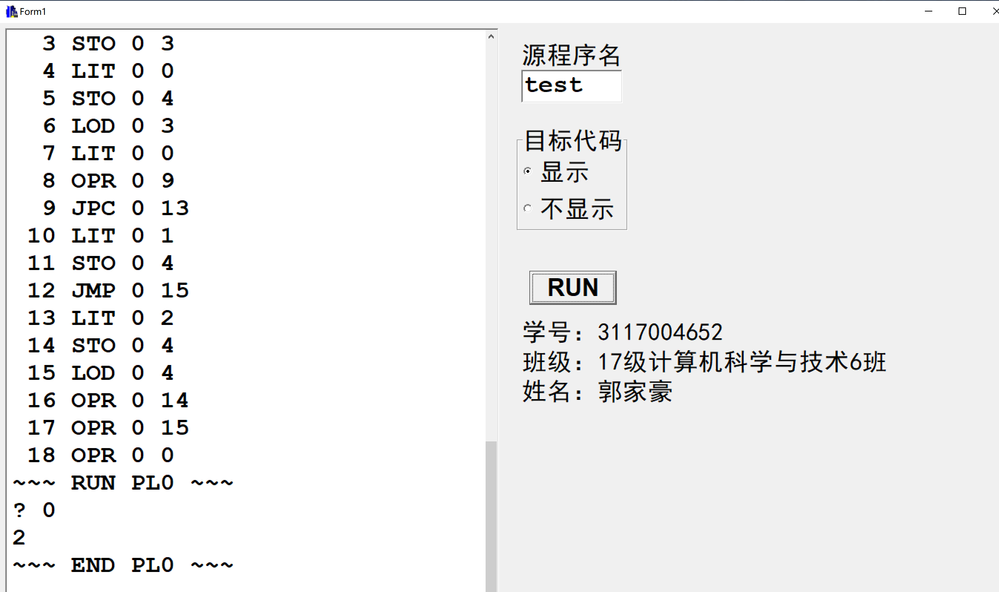 Form1
3 STO 0 3
4 LIT 0 0
5 STO 0 4
6 LOD 0 3
7 LIT 0 0
8 OPR 0 9
9 JPC 0 13
10 LIT 0 1
11 STO 0 4
12 JMP 0 15
13 LIT 0 2
14 STO 0 4
15 LOD 0 4
16 OPR 0 14
17 OPR 0 15
18 OPR 0 0
~~~ RUN PL0 ~~~
? 0
2
~~~ END PL0 ~~~
源程序名
test
目标代码
显示
不显示
RUN
学号：3117004652
班级：17级计算机科学与技术6班
姓名：郭家豪